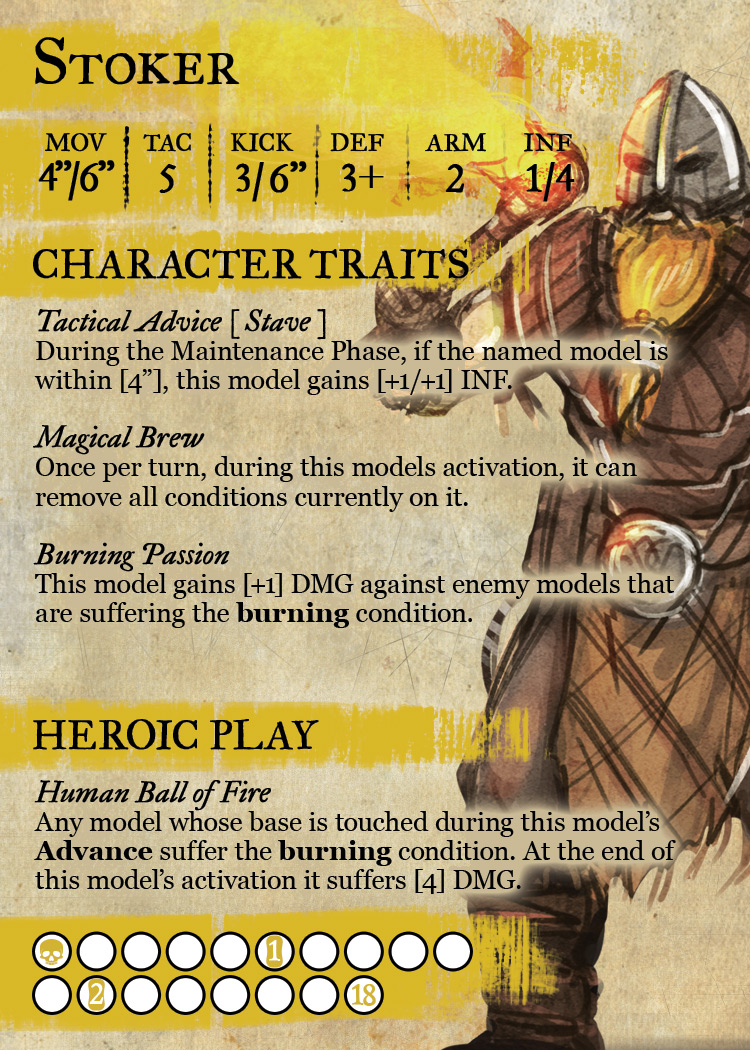 Stoker
MOV TAC KICK DEF ARM INF
4”/6” 5 3/6” 3+ 2 1/4
CHARACTER TRAITS
Tactical Advice [ Stave ]
During the Maintenance Phase, if the named model is
within [4”], this model gains [+1/+1] INF.
Magical Brew
Once per turn, during this models activation, it can
remove all conditions currently on it.
Burning Passion
This model gains [+1] DMG against enemy models that
are suffering the burning condition.
HEROIC PLAY
Human Ball of Fire
Any model whose base is touched during this model’s
Advance suffer the burning condition. At the end of
this model’s activation it suffers [4] DMG.
1
2 18